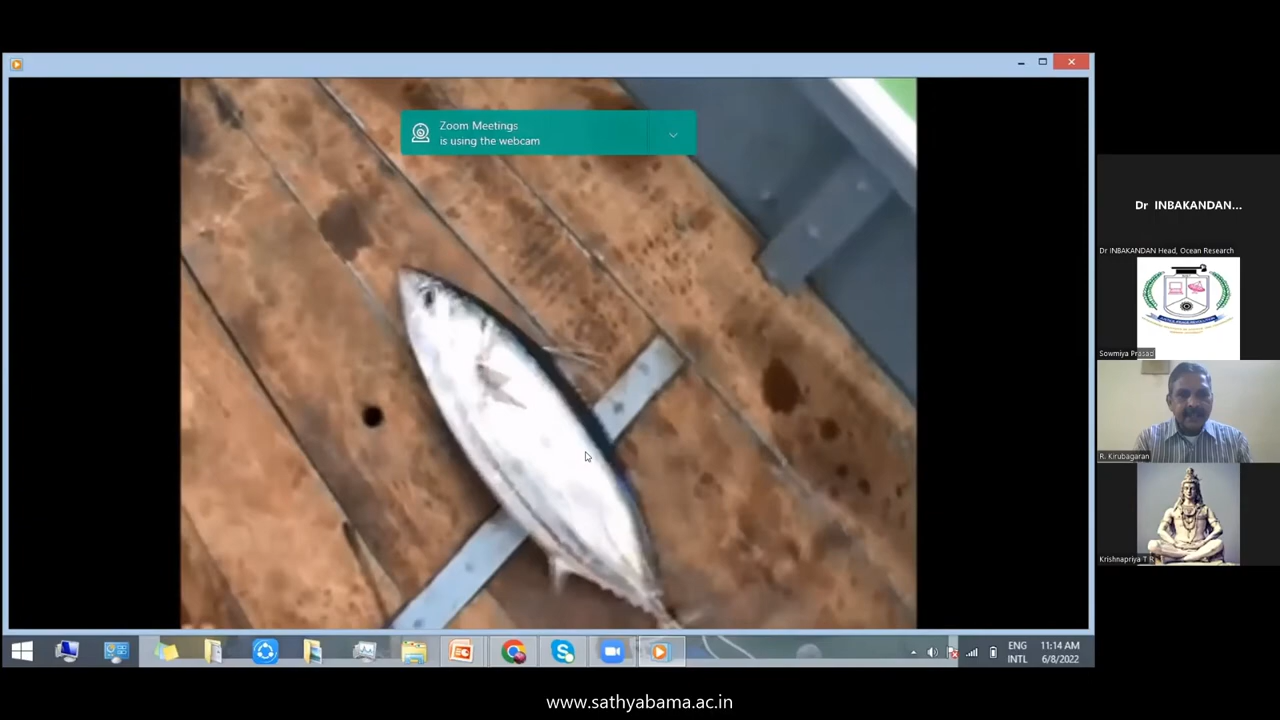 Zoom Meetings
is using the webcam
Dr INBAKANDAN...
Dr INBAKANDAN Head, Ocean Research
Sowmiya Prasad
R. Kirubagaran
Krishnapriya T R
ENG
INTL
11:14 AM
6/8/2022
www.sathyabama.ac.in